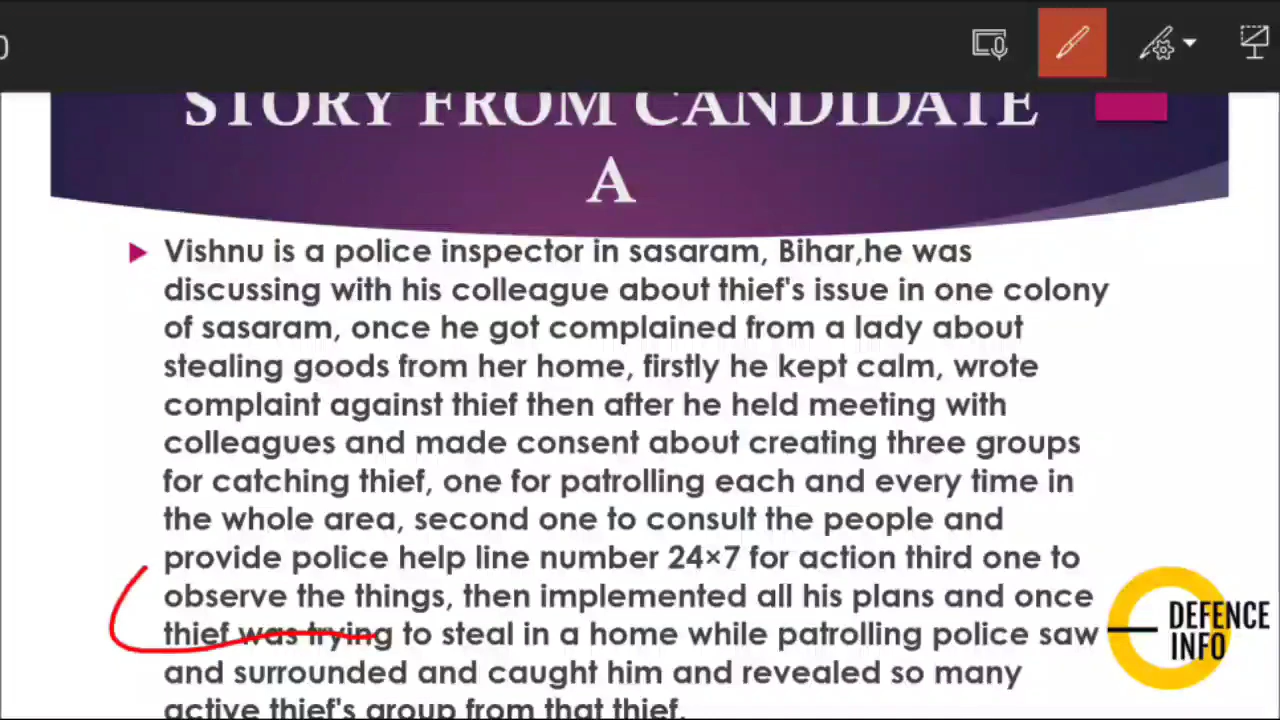 STORY FROM CANDIDATE
A
Vishnu is a police inspector in sasaram, Bihar,he was
discussing with his colleague about thief's issue in one colony
of sasaram, once he got complained from a lady about
stealing goods from her home, firstly he kept calm, wrote
complaint against thief then after he held meeting with
colleagues and made consent about creating three groups
for catching thief, one for patrolling each and every time in
the whole area, second one to consult the people and
provide police help line number 24×7 for action third one to
observe the things, then implemented all his plans and once
thief was trying to steal in a home while patrolling police saw
and surrounded and caught him and revealed so many
active thief's group from that thief.
DEFENCE
INFO